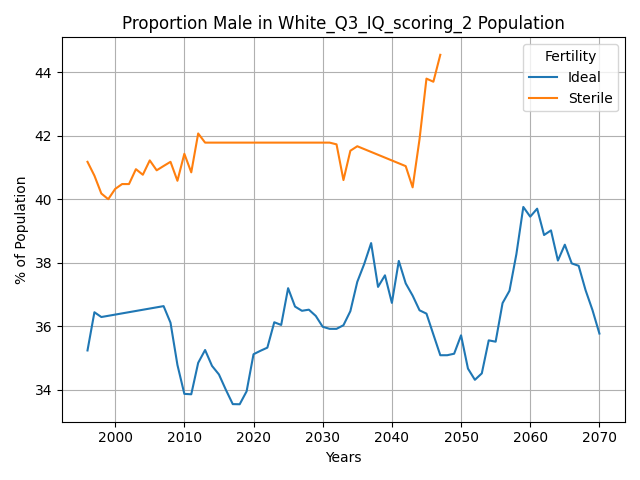 Proportion Male in White_Q3_IQ_scoring_2 Population
% of Population
44
42
40
38
36
34
Fertility
Ideal
Sterile
2000 2010 2020 2030 2040 2050 2060 2070
Years